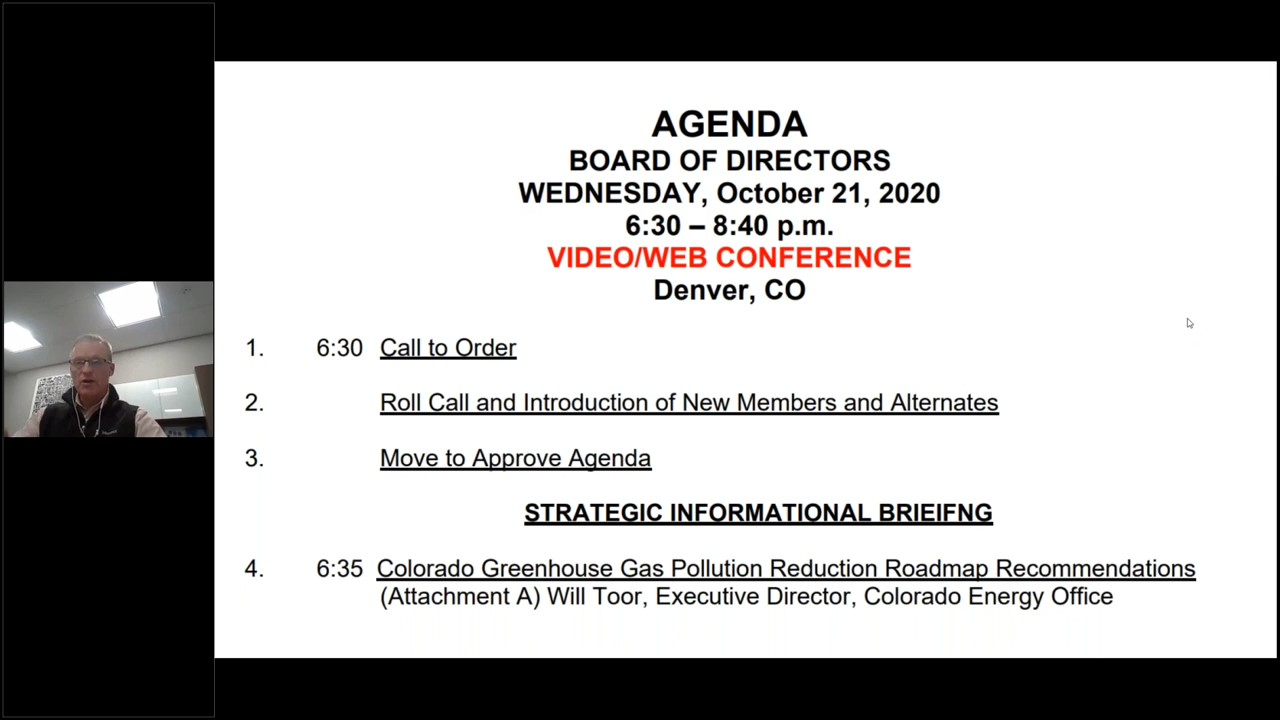 AGENDA
BOARD OF DIRECTORS
WEDNESDAY, October 21, 2020
6:30 – 8:40 p.m.
VIDEO/WEB CONFERENCE
Denver, CO
1. 6:30 Call to Order
2. Roll Call and Introduction of New Members and Alternates
3. Move to Approve Agenda
STRATEGIC INFORMATIONAL BRIEIFNG
4. 6:35 Colorado Greenhouse Gas Pollution Reduction Roadmap Recommendations
(Attachment A) Will Toor, Executive Director, Colorado Energy Office